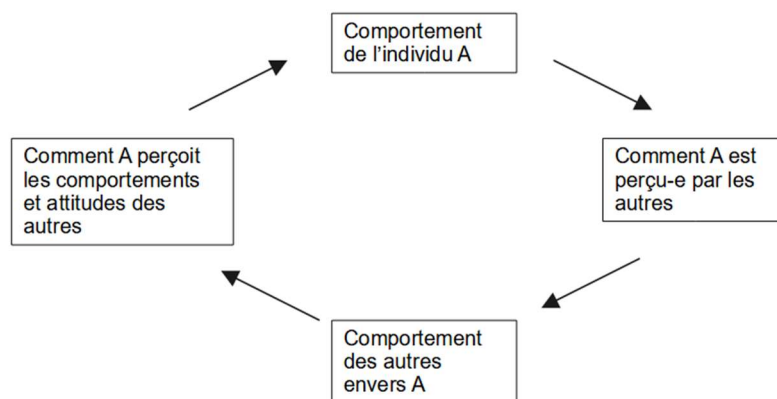 Comportement
de l'individu A
Comment A perçoit
les comportements
et attitudes des
autres
Comment A est
perçu-e par les
autres
Comportement
des autres
envers A